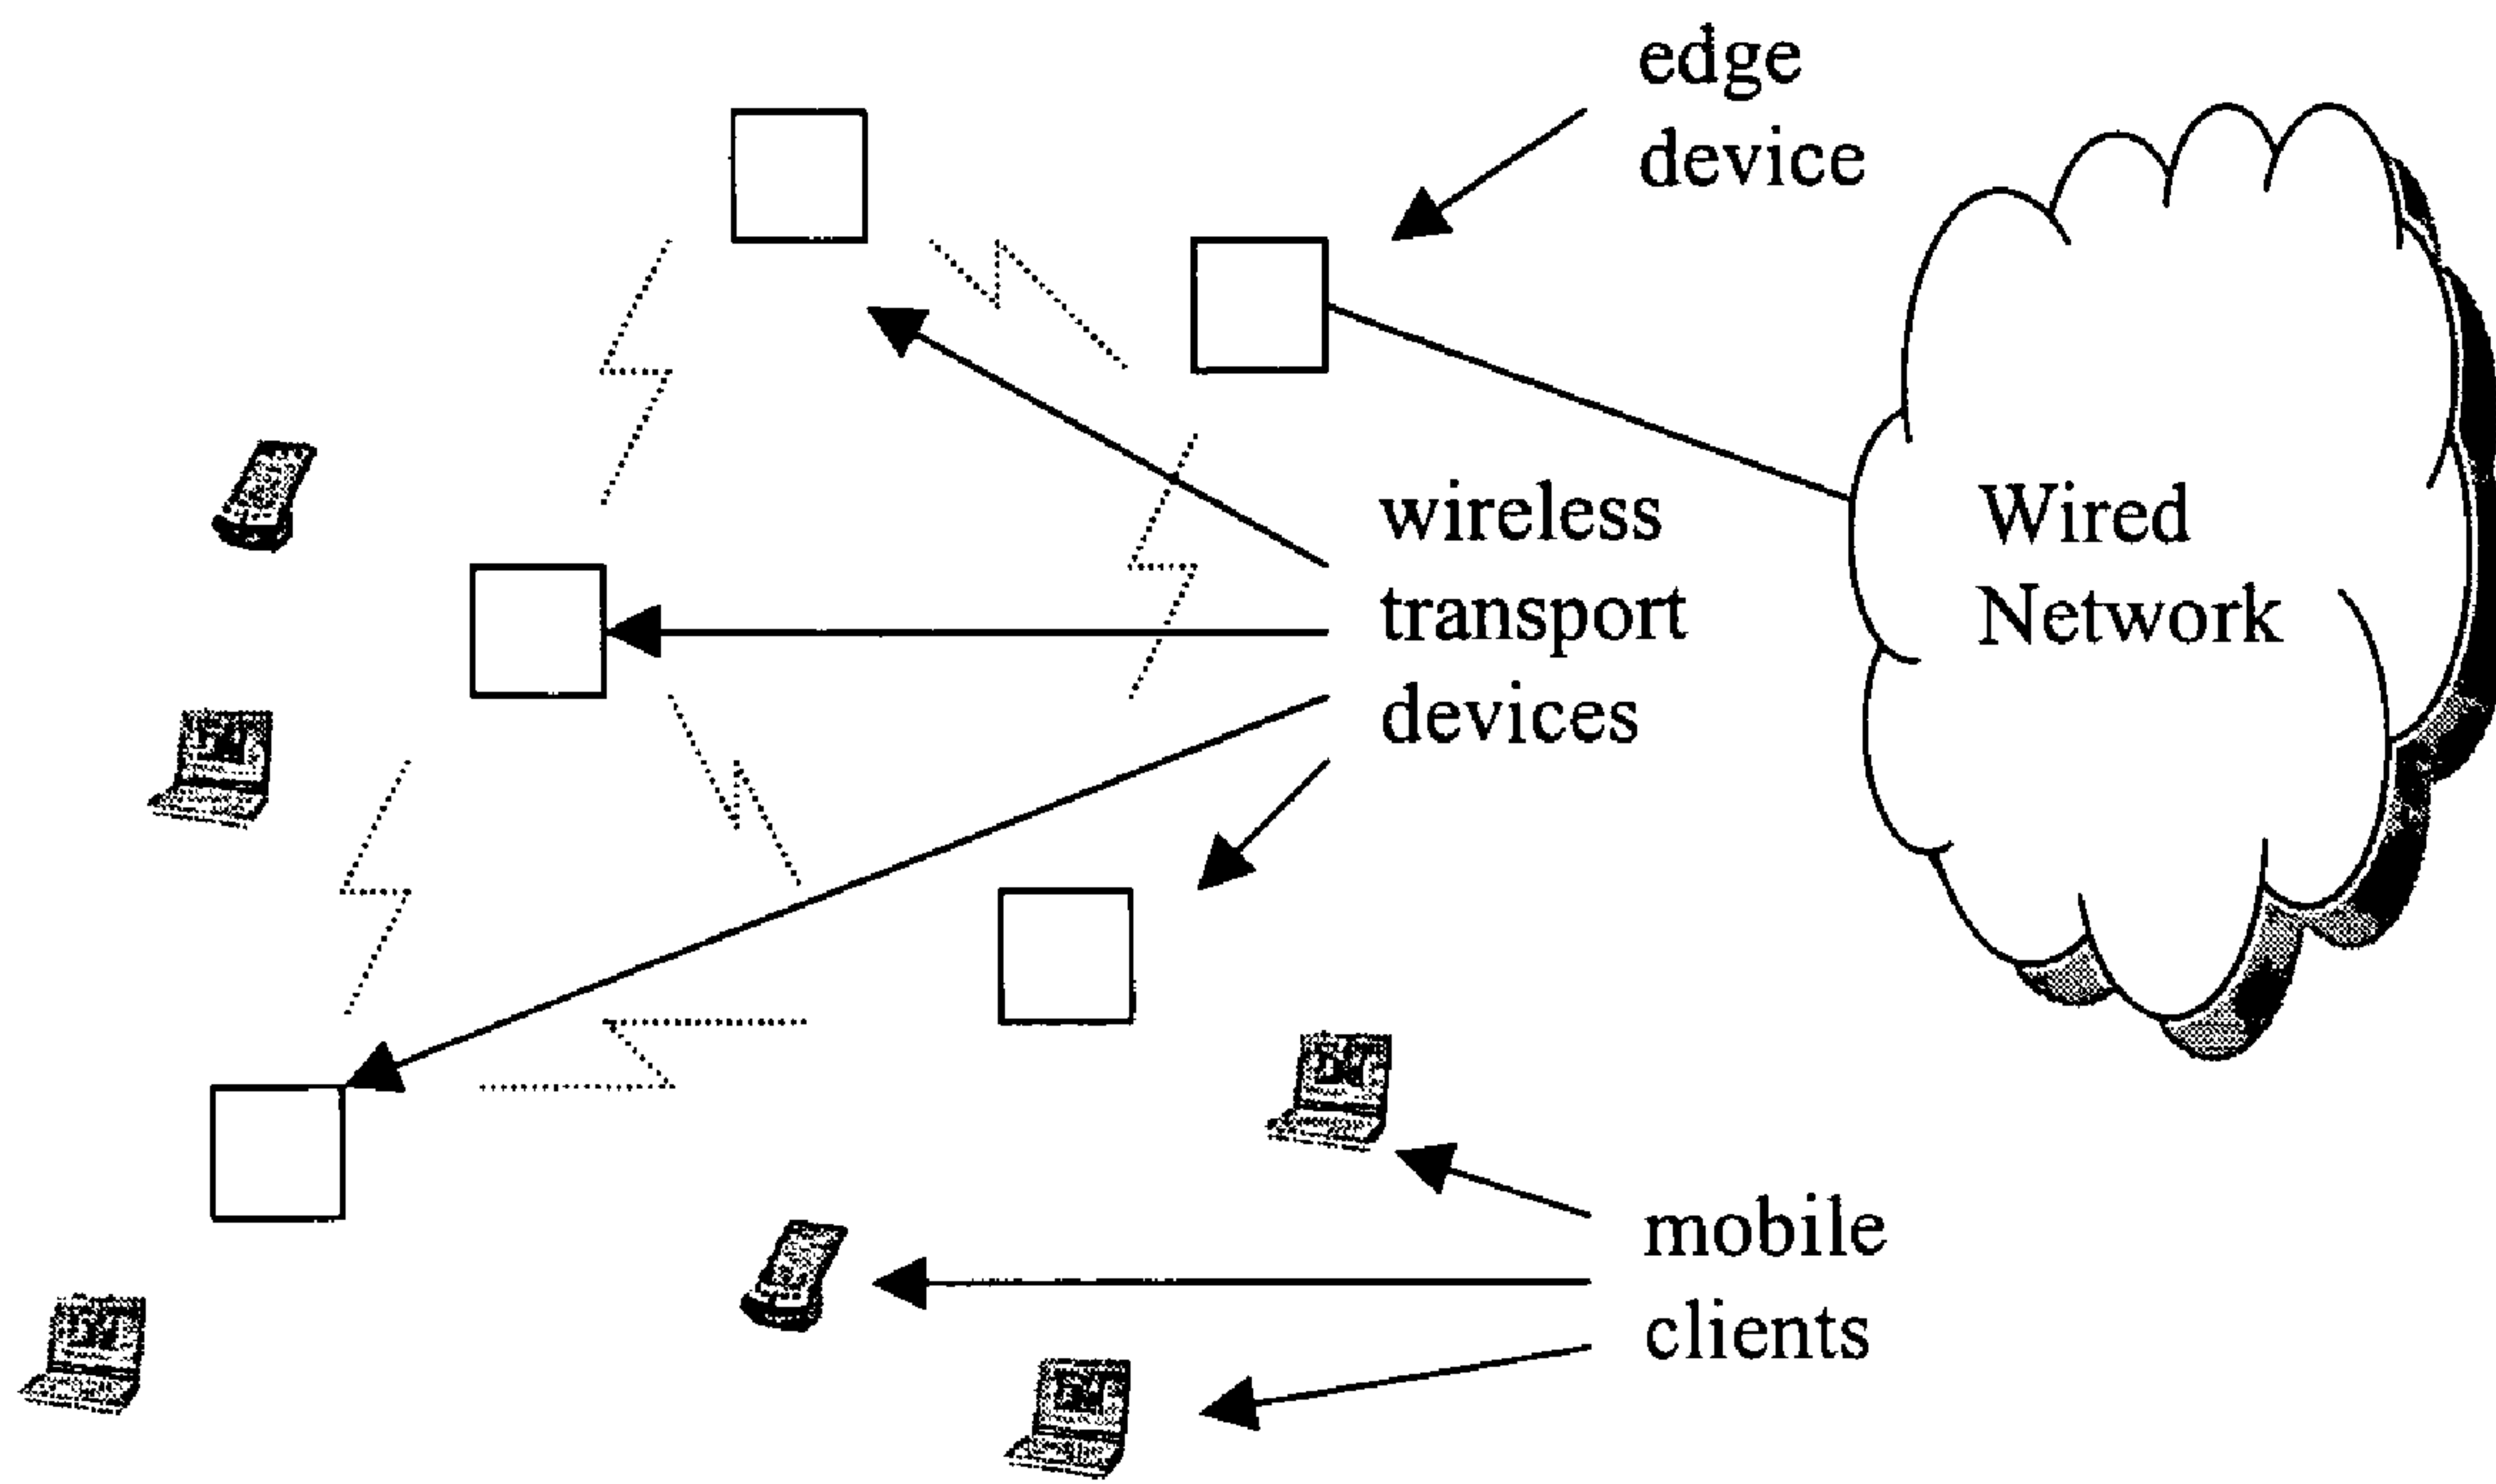 edge
device
wireless
transport
devices
Wired
Network
mobile
clients